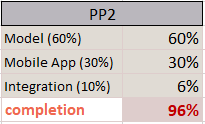 PP2
Model (60%) 60%
Mobile App (30%) 30%
Integration (10%) 6%
completion 96%